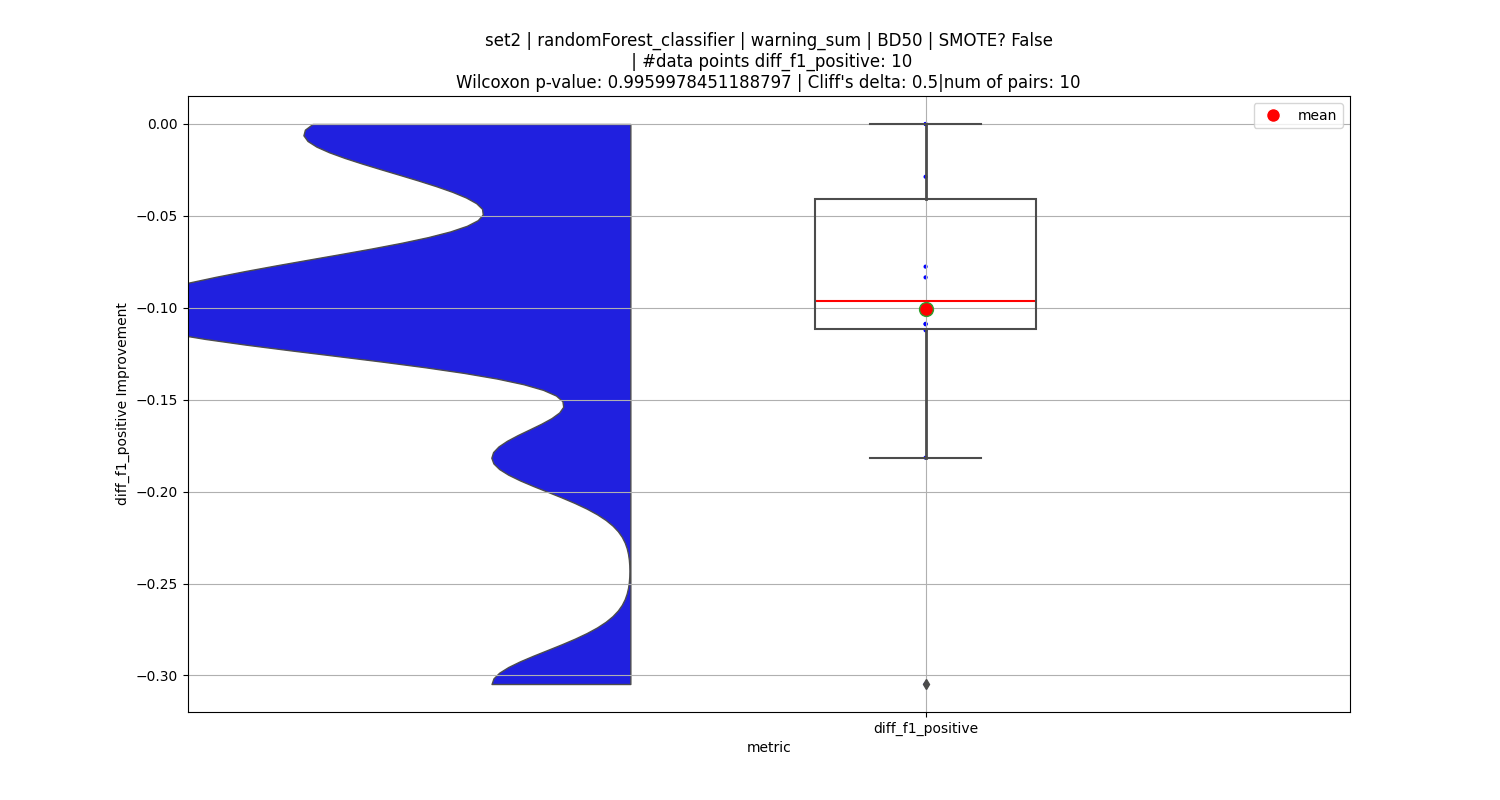 set2 | randomForest_classifier | warning_sum | BD50 | SMOTE? False
| #data points diff_f1_positive: 10
Wilcoxon p-value: 0.9959978451188797 | Cliff's delta: 0.5|num of pairs: 10
mean
0.00
−0.05
−0.10
−0.15
−0.20
−0.25
−0.30
diff_f1_positive Improvement
diff_f1_positive
metric